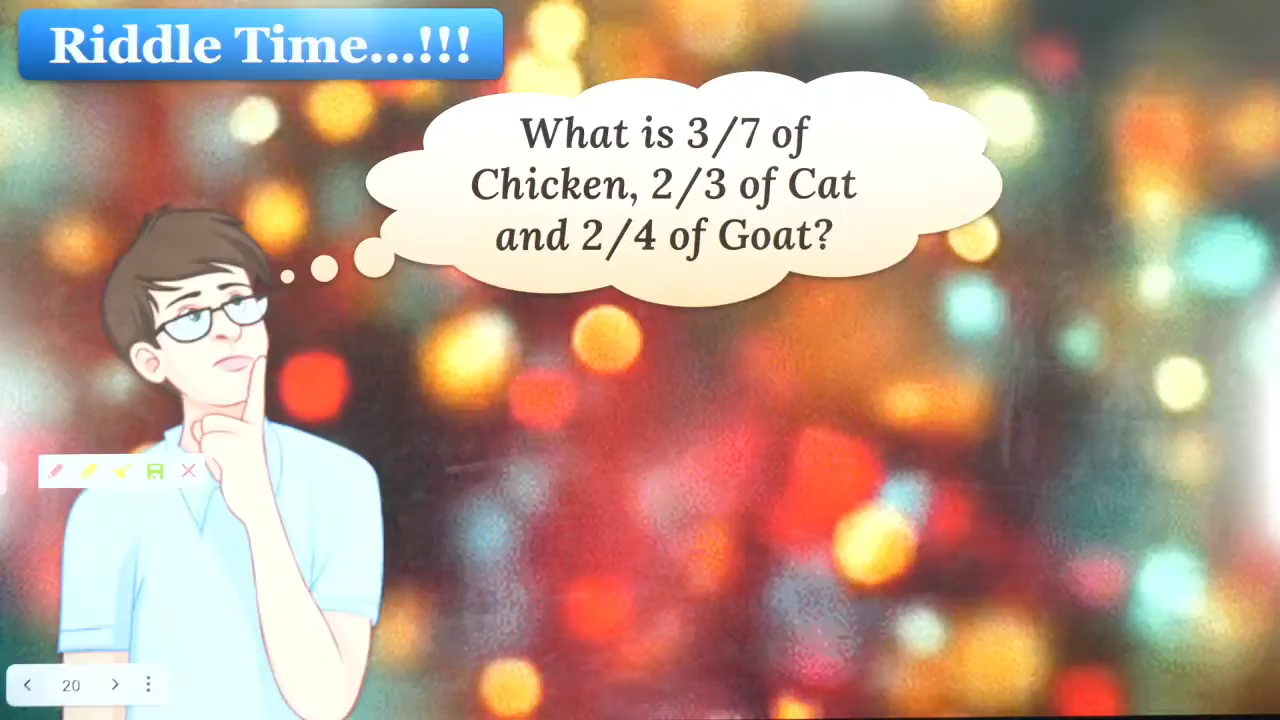 Riddle Time...!!!
What is 3/7 of
Chicken, 2/3 of Cat
and 2/4 of Goat?
20